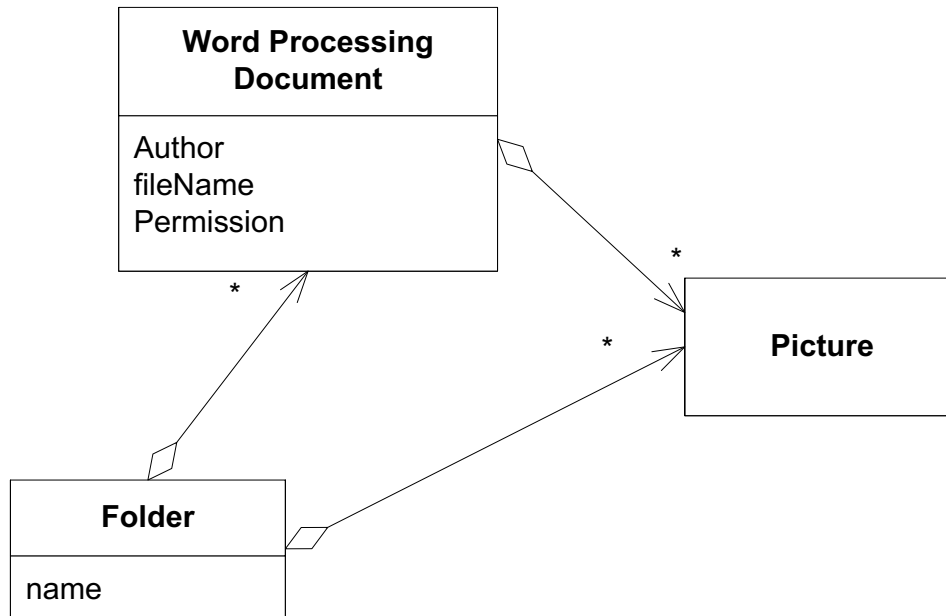 Word Processing
Document
Author
fileName
Permission
*
*
*
Picture
Folder
name